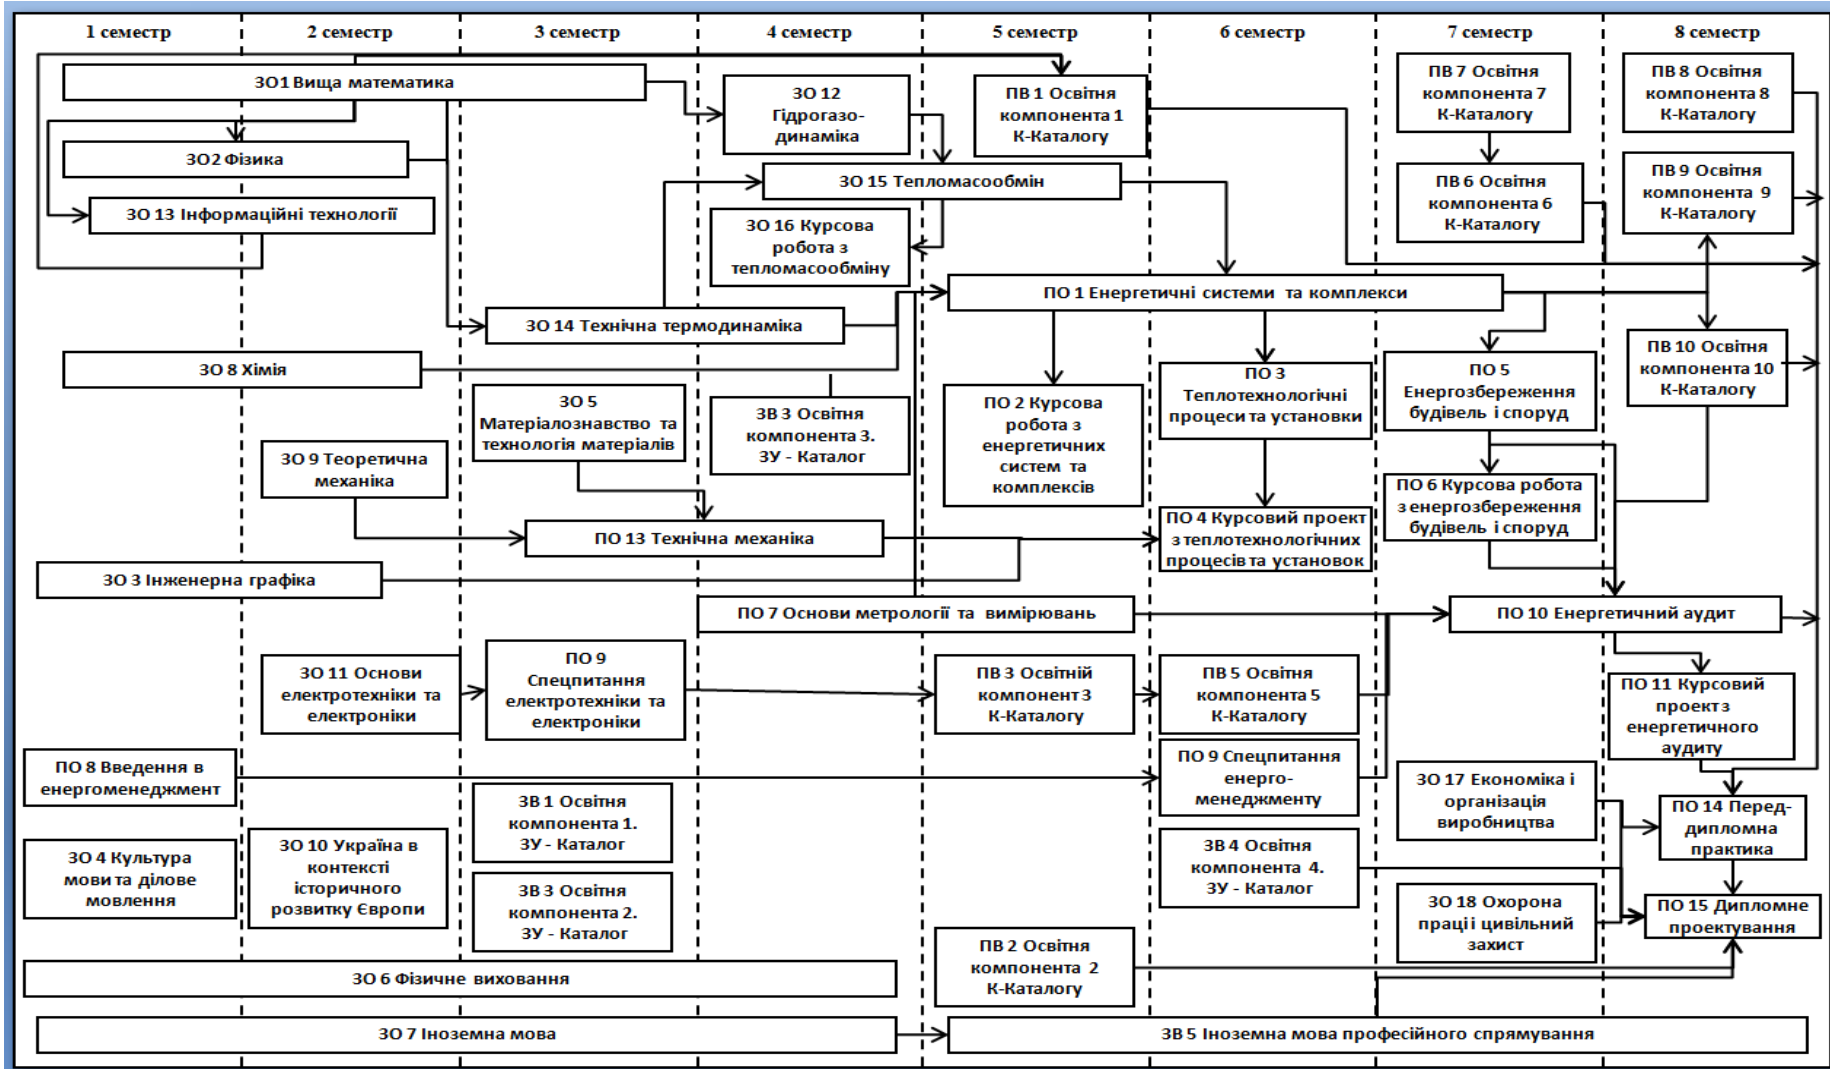 1 семестр
2 семестр
3 семестр
4 семестр
5 семестр
6 семестр
7 семестр
8 семестр
ЗО1 Вища математика
ЗО 12
Гідрогазо-
динаміка
ПВ 1 Освітня
компонента 1
К-Каталогу
ПВ 7 Освітня
компонента 7
К-Каталогу
ПВ 8 Освітня
компонента 8
К-Каталогу
ЗО2 Фізика
ЗО 15 Тепломасообмін
ПВ 6 Освітня
компонента 6
К-Каталогу
ПВ 9 Освітня
компонента 9
К-Каталогу
ЗО 13 Інформаційні технології
ЗО 16 Курсова
робота з
тепломасообміну
ПО 1 Енергетичні системи та комплекси
ЗО 14 Технічна термодинаміка
ЗО 8 Хімія
ПО 3
Теплотехнологічні
процеси та установки
ПО 5
Енергозбереження
будівель і споруд
ПВ 10 Освітня
компонента 10
К-Каталогу
ЗО 5
Матеріалознавство та
технологія матеріалів
ЗВ 3 Освітня
компонента 3.
ЗУ - Каталог
ПО 2 Курсова
робота з
енергетичних
систем та
комплексів
ЗО 9 Теоретична
механіка
ПО 6 Курсова робота
з енергозбереження
будівель і споруд
ПО 13 Технічна механіка
ПО 4 Курсовий проект
з теплотехнологічних
процесів та установок
ЗО 3 Інженерна графіка
ПО 7 Основи метрології та вимірювань
ПО 10 Енергетичний аудит
ЗО 11 Основи
електротехніки та
електроніки
ПО 9
Спецпитання
електротехніки та
електроніки
ПВ 3 Освітній
компонент 3
К-Каталогу
ПВ 5 Освітня
компонента 5
К-Каталогу
ПО 11 Курсовий
проект з
енергетичного
аудиту
ПО 8 Введення в
енергоменеджмент
ПО 9 Спецпитання
енерго-
менеджменту
ЗО 17 Економіка і
організація
виробництва
ЗВ 1 Освітня
компонента 1.
ЗУ - Каталог
ПО 14 Перед-
дипломна
практика
ЗО 4 Культура
мови та ділове
мовлення
ЗО 10 Україна в
контексті
історичного
розвитку Європи
ЗВ 3 Освітня
компонента 2.
ЗУ - Каталог
ЗВ 4 Освітня
компонента 4.
ЗУ - Каталог
ЗО 18 Охорона
праці і цивільний
захист
ПО 15 Дипломне
проектування
ПВ 2 Освітня
компонента 2
К-Каталогу
ЗО 6 Фізичне виховання
ЗО 7 Іноземна мова
ЗВ 5 Іноземна мова професійного спрямування